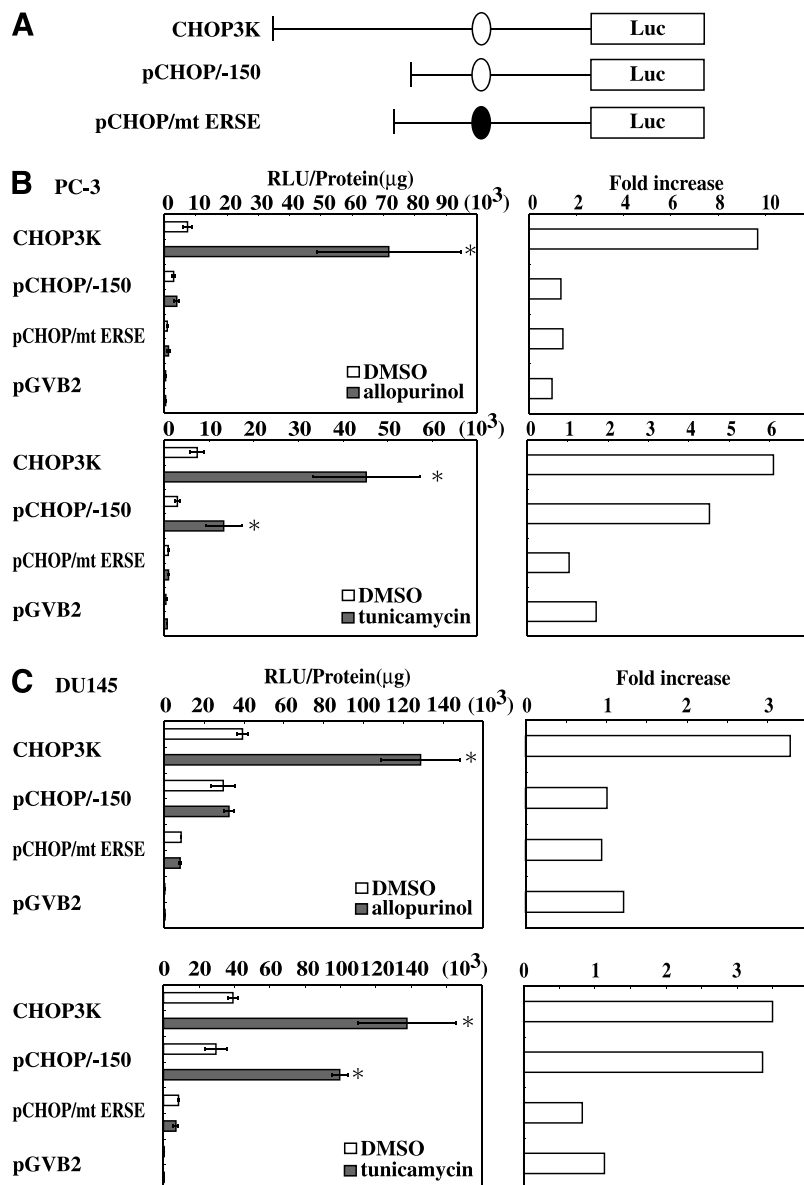 A
CHOP3K Luc
pCHOP/-150 Luc
pCHOP/mt ERSE Luc
B PC-3
RLU/Protein(μg) Fold increase
0 10 20 30 40 50 60 70 80 90 (10³) 0 2 4 6 8 10
CHOP3K *
pCHOP/-150
pCHOP/mt ERSE
DMSO
pGVB2 allopurinol
0 10 20 30 40 50 60 (10³) 0 1 2 3 4 5 6
CHOP3K *
pCHOP/-150 *
pCHOP/mt ERSE
DMSO
pGVB2 tunicamycin
C DU145
RLU/Protein(μg) Fold increase
0 20 40 60 80 100 120 140 (10³) 0 1 2 3
CHOP3K *
pCHOP/-150
pCHOP/mt ERSE
DMSO
pGVB2 allopurinol
0 20 40 60 80 100 120 140 (10³) 0 1 2 3
CHOP3K *
pCHOP/-150 *
pCHOP/mt ERSE
DMSO
pGVB2 tunicamycin